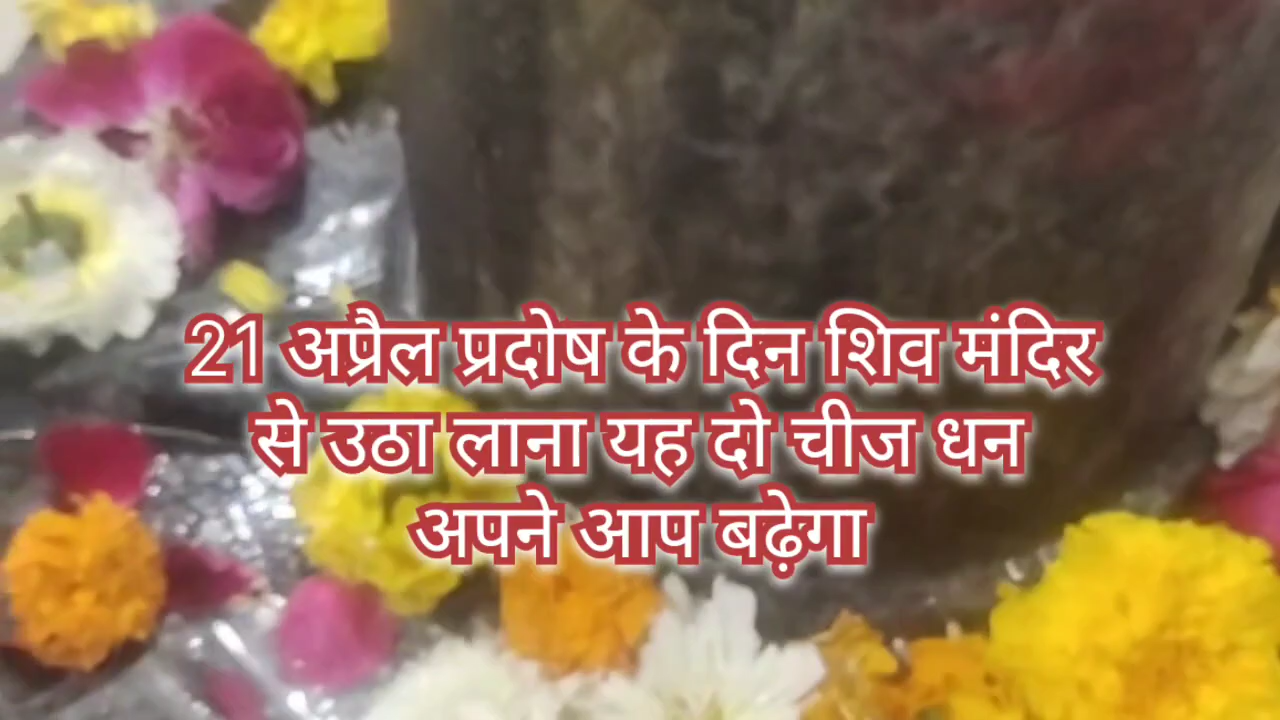 21 अप्रैल प्रदोष के दिन शिव मंदिर
से उठा लाना यह दो चीज धन
अपने आप बढ़ेगा